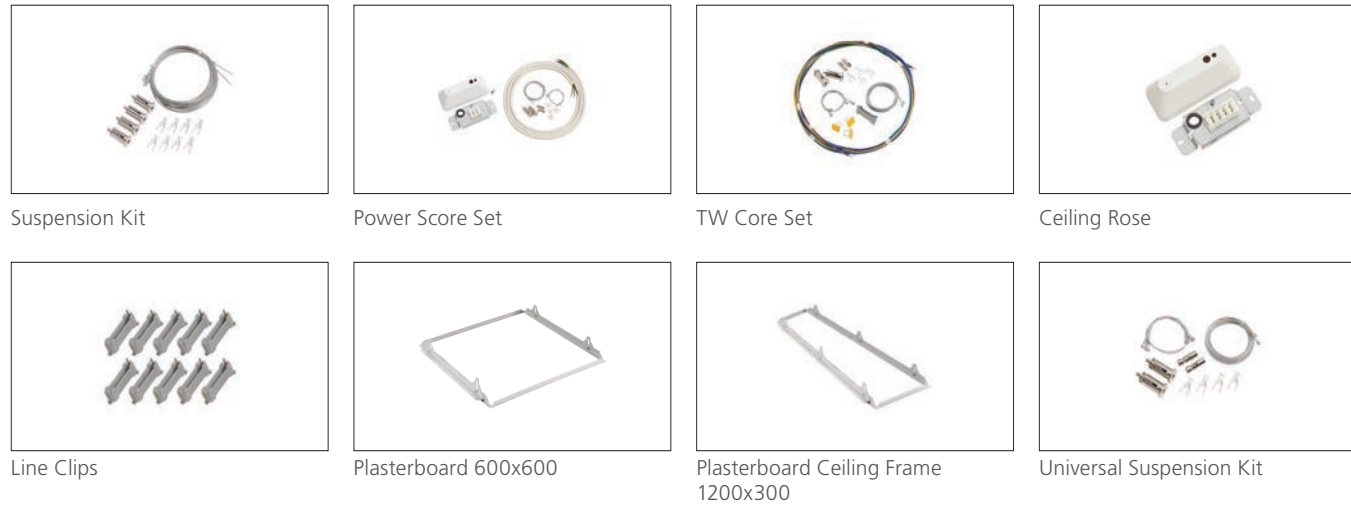 Suspension Kit
Power Score Set
TW Core Set
Ceiling Rose
Line Clips
Plasterboard 600x600
Plasterboard Ceiling Frame
1200x300
Universal Suspension Kit